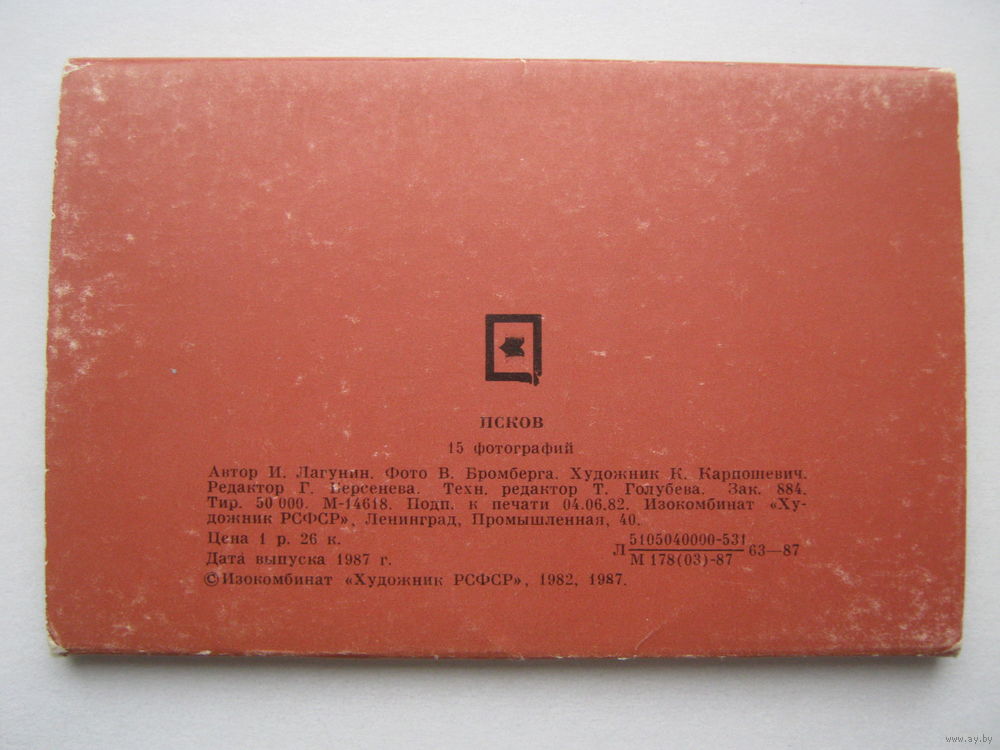 ПСКОВ
15 фотографий
Автор И. Лагунин. Фото В. Бромберга. Художник К. Карпошевич.
Редактор Г. Версенева. Техн. редактор Т. Голубева. Зак. 884.
Тир. 50 000. М-14618. Подп. к печати 04.06.82. Изокомбинат «Ху-
дожник РСФСР», Ленинград, Промышленная, 40.
Цена 1 р. 26 к.
Дата выпуска 1987 г.
Л 5105040000-531 63—87
М 178(03)-87
©Изокомбинат «Художник РСФСР», 1982, 1987.
www.ay.by